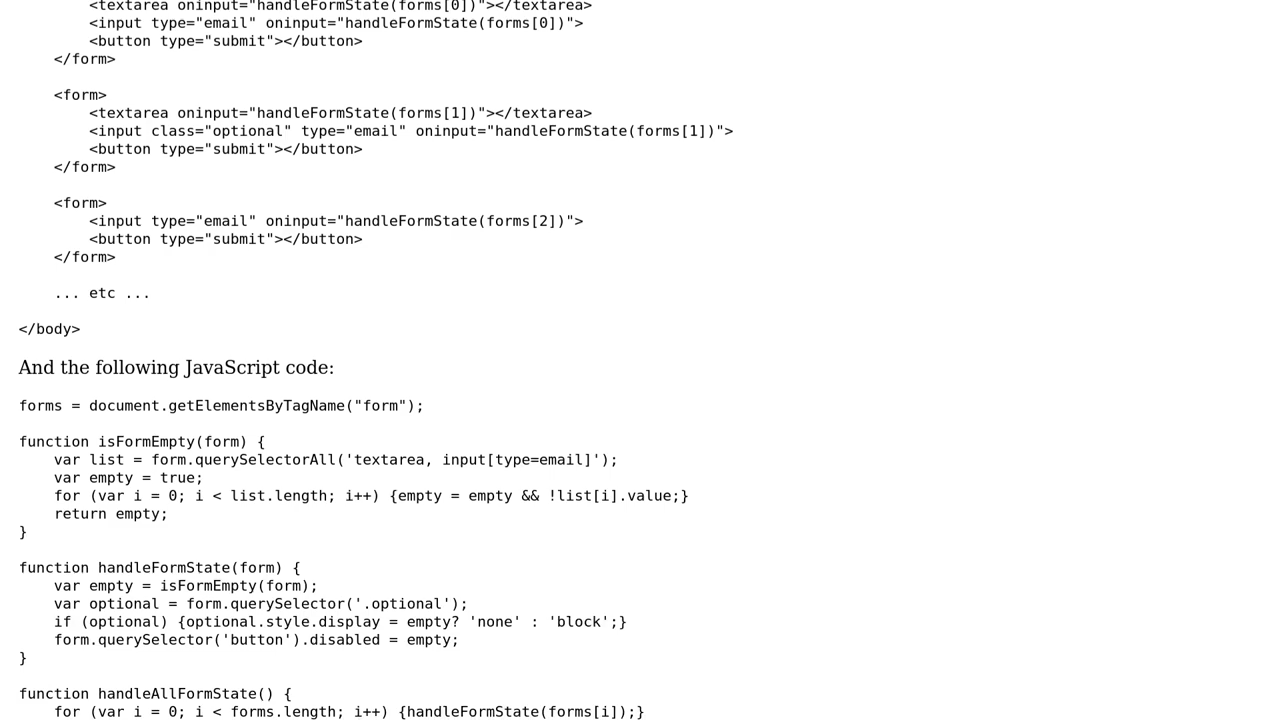 <textarea oninput="handleFormState(forms[0])"></textarea>
<input type="email" oninput="handleFormState(forms[0])">
<button type="submit"></button>
</form>
<form>
<textarea oninput="handleFormState(forms[1])"></textarea>
<input class="optional" type="email" oninput="handleFormState(forms[1])">
<button type="submit"></button>
</form>
<form>
<input type="email" oninput="handleFormState(forms[2])">
<button type="submit"></button>
</form>
... etc ...
</body>
And the following JavaScript code:
forms = document.getElementsByTagName("form");
function isFormEmpty(form) {
var list = form.querySelectorAll('textarea, input[type=email]');
var empty = true;
for (var i = 0; i < list.length; i++) {empty = empty && !list[i].value;}
return empty;
}
function handleFormState(form) {
var empty = isFormEmpty(form);
var optional = form.querySelector('.optional');
if (optional) {optional.style.display = empty? 'none' : 'block';}
form.querySelector('button').disabled = empty;
}
function handleAllFormState() {
for (var i = 0; i < forms.length; i++) {handleFormState(forms[i]);}